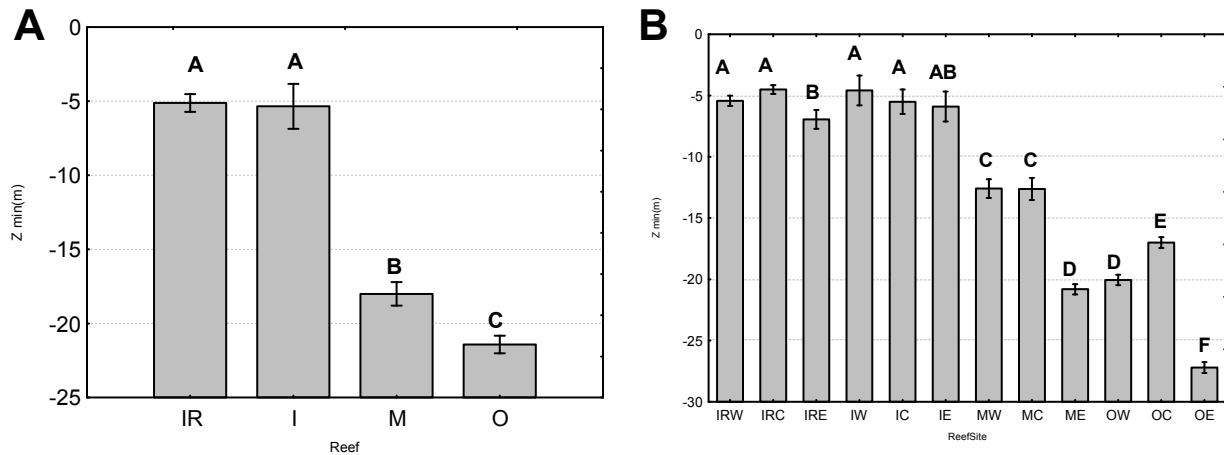 A
0
-5
-10
-15
-20
-25
Z min(m)
A
A
B
C
IR I M O
Reef
B
0
-5
-10
-15
-20
-25
-30
Z min(m)
A
A
B
A
A
AB
C
C
D
D
E
F
IRW IRC IRE IW IC IE MW MC ME OW OC OE
ReefSite